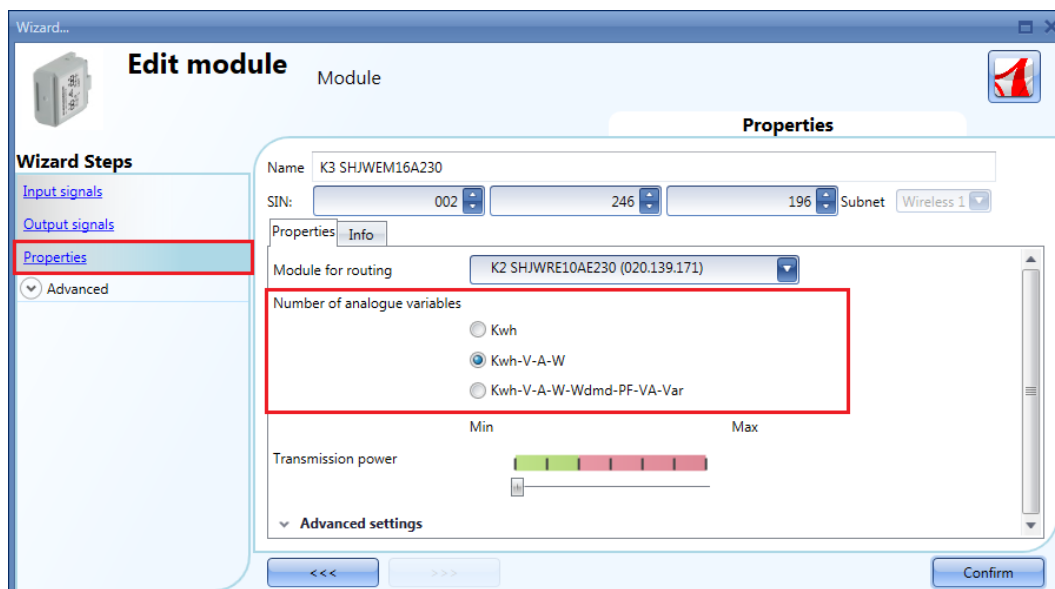 Wizard...
Edit module Module
Properties
Wizard Steps
Input signals
Output signals
Properties
Advanced
Name K3 SHJWEM16A230
SIN: 002 246 196 Subnet Wireless 1
Properties Info
Module for routing K2 SHJWRE10AE230 (020.139.171)
Number of analogue variables
Kwh
Kwh-V-A-W
Kwh-V-A-W-Wdmd-PF-VA-Var
Min Max
Transmission power
Advanced settings
<<< >>> Confirm